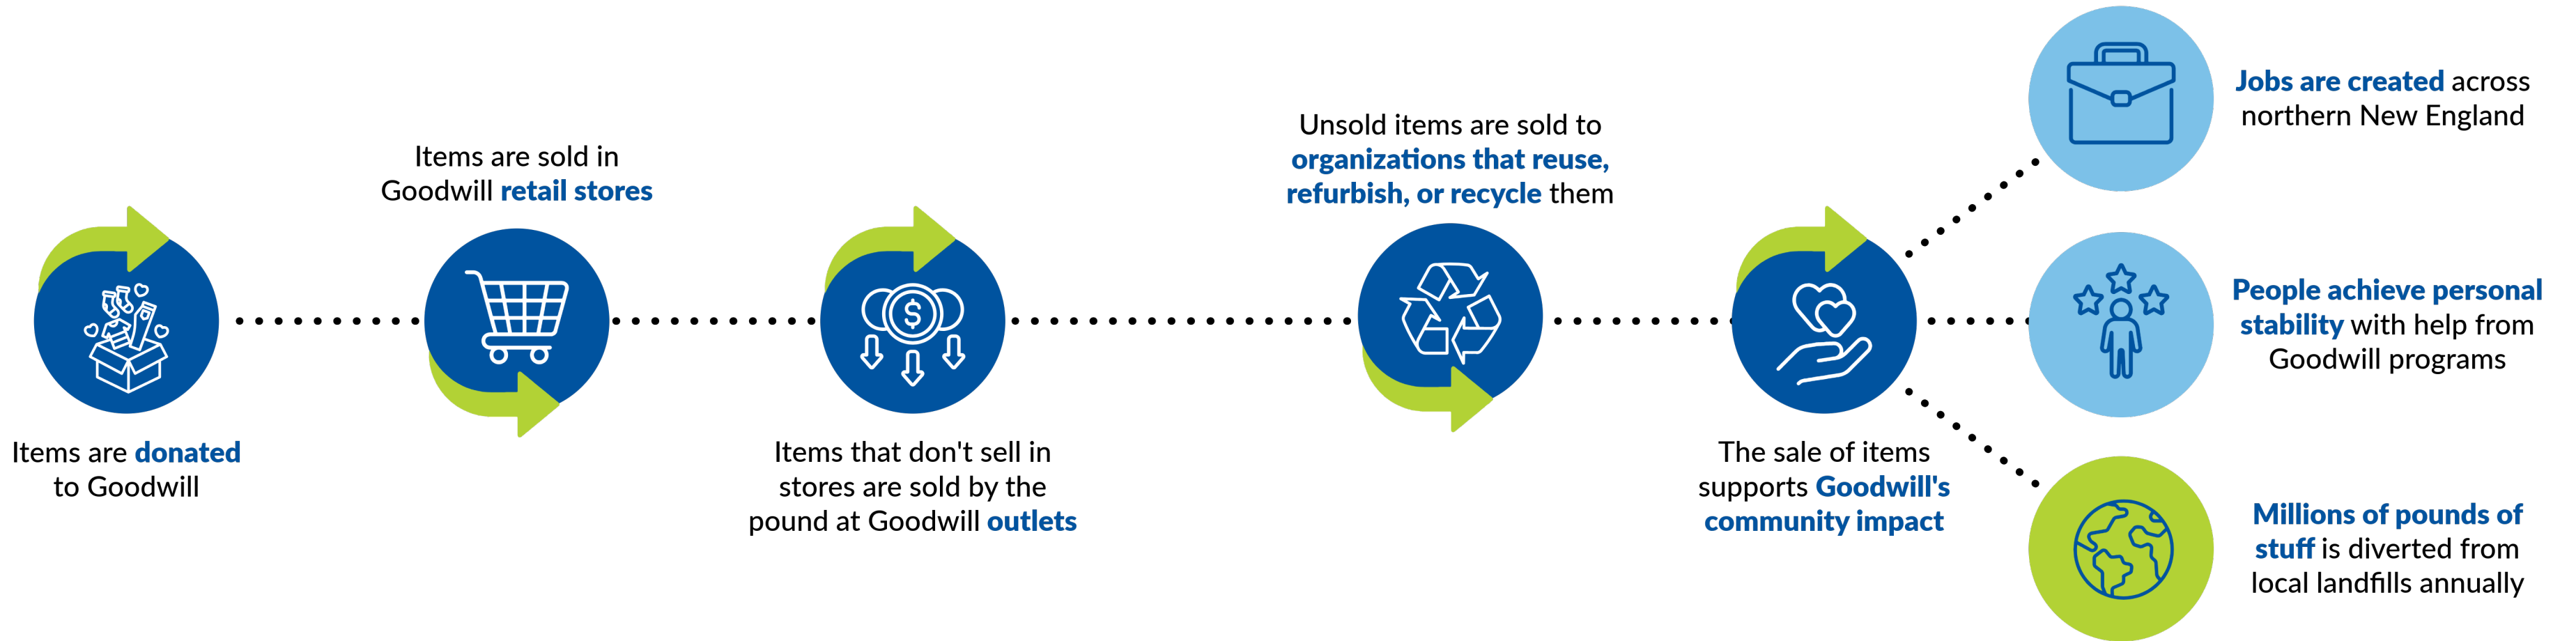 Items are donated
to Goodwill
Items are sold in
Goodwill retail stores
$
Items that don't sell in
stores are sold by the
pound at Goodwill outlets
Unsold items are sold to
organizations that reuse,
refurbish, or recycle them
The sale of items
supports Goodwill's
community impact
Jobs are created across
northern New England
People achieve personal
stability with help from
Goodwill programs
Millions of pounds of
stuff is diverted from
local landfills annually